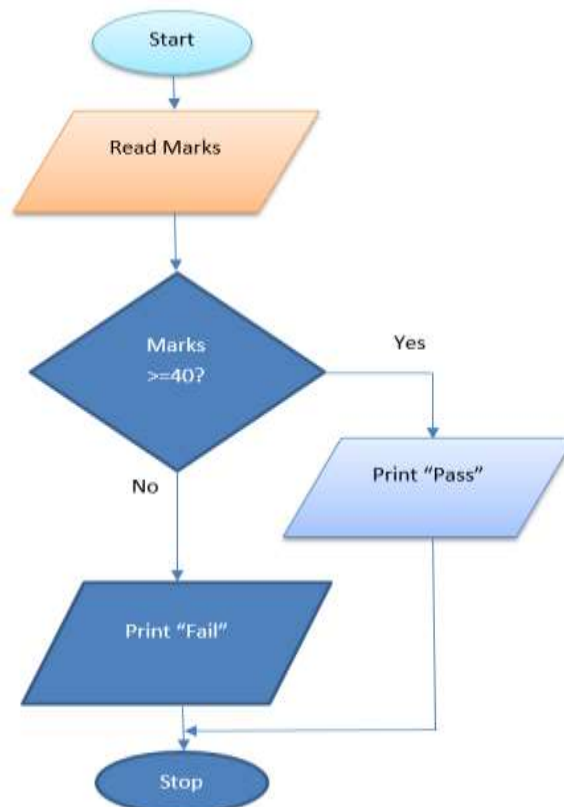 Start
Read Marks
Marks
>=40?
Yes
No
Print “Pass”
Print “Fail”
Stop